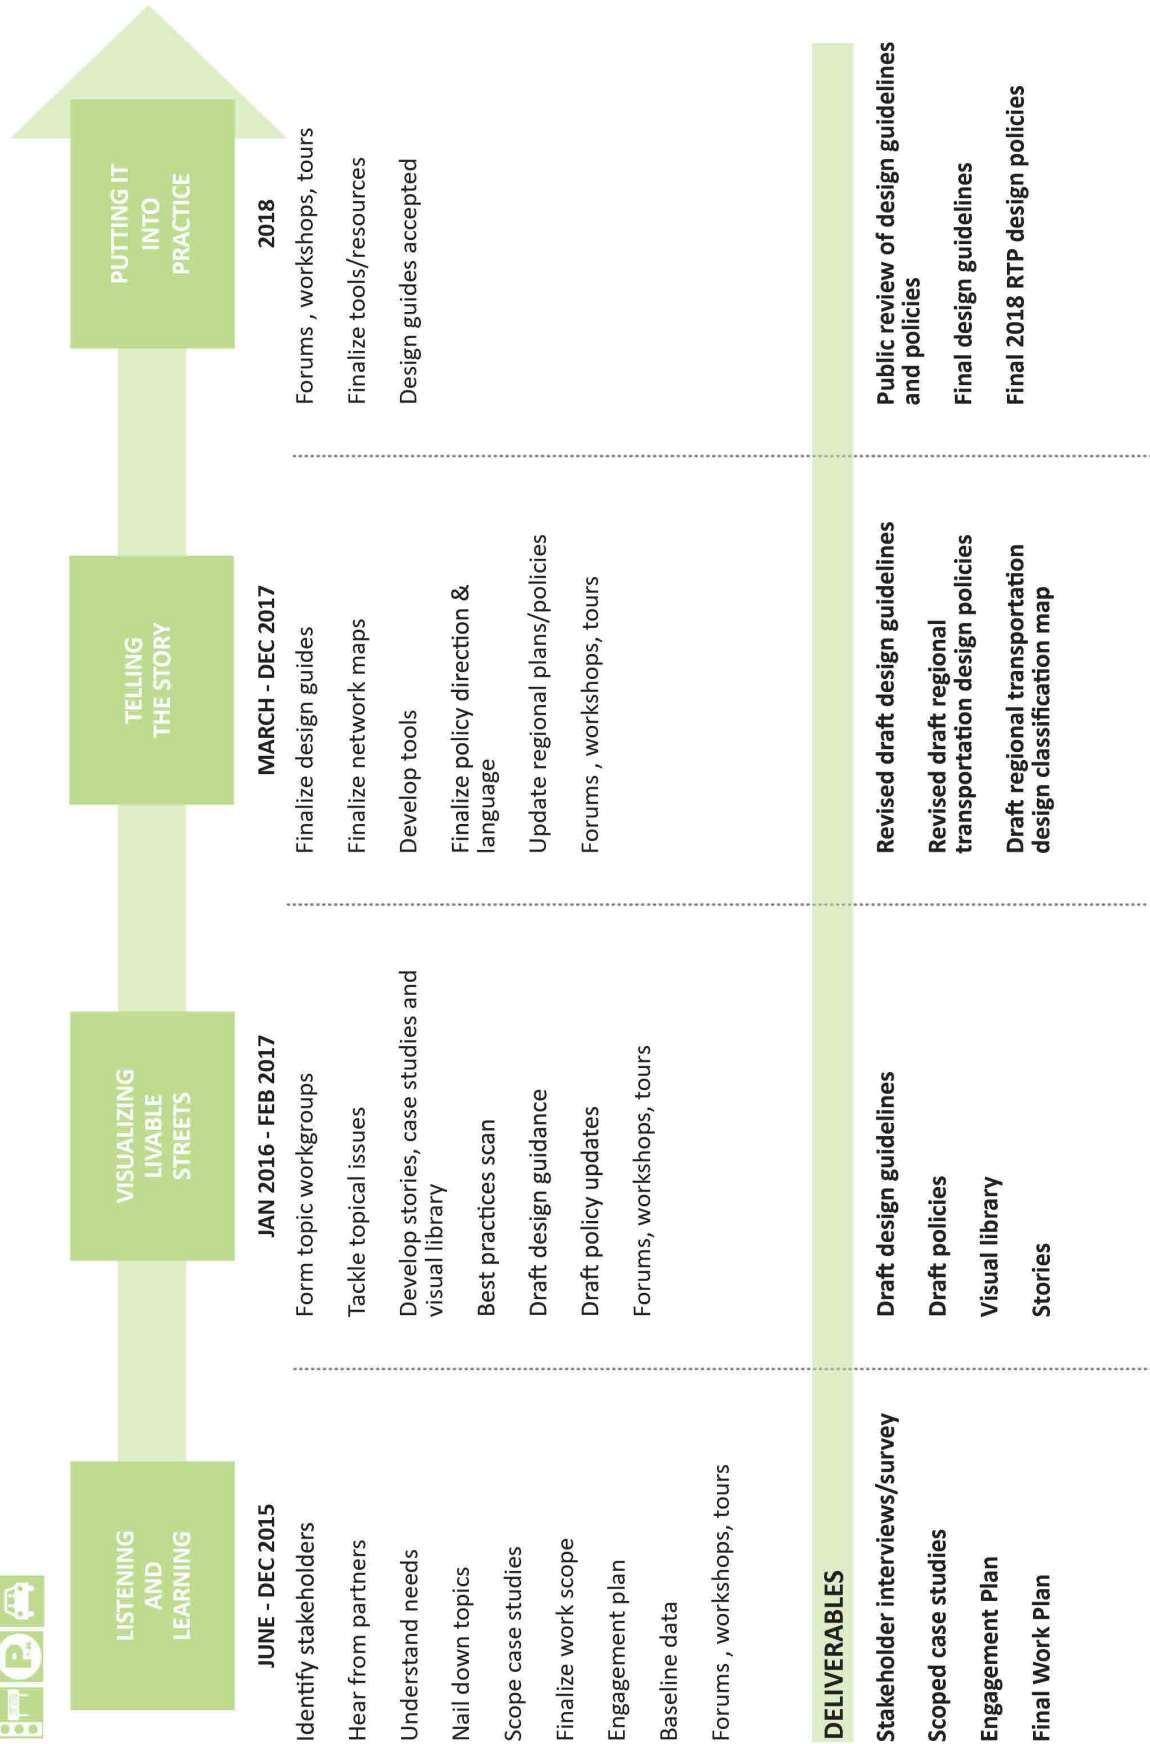 LISTENING
AND
LEARNING
JUNE - DEC 2015
Identify stakeholders
Hear from partners
Understand needs
Nail down topics
Scope case studies
Finalize work scope
Engagement plan
Baseline data
Forums , workshops, tours
VISUALIZING
LIVABLE
STREETS
JAN 2016 - FEB 2017
Form topic workgroups
Tackle topical issues
Develop stories, case studies and
visual library
Best practices scan
Draft design guidance
Draft policy updates
Forums, workshops, tours
TELLING
THE STORY
MARCH - DEC 2017
Finalize design guides
Finalize network maps
Develop tools
Finalize policy direction &
language
Update regional plans/policies
Forums , workshops, tours
PUTTING IT
INTO
PRACTICE
2018
Forums , workshops, tours
Finalize tools/resources
Design guides accepted
DELIVERABLES
Stakeholder interviews/survey
Scoped case studies
Engagement Plan
Final Work Plan
Draft design guidelines
Draft policies
Visual library
Stories
Revised draft design guidelines
Revised draft regional
transportation design policies
Draft regional transportation
design classification map
Public review of design guidelines
and policies
Final design guidelines
Final 2018 RTP design policies
P